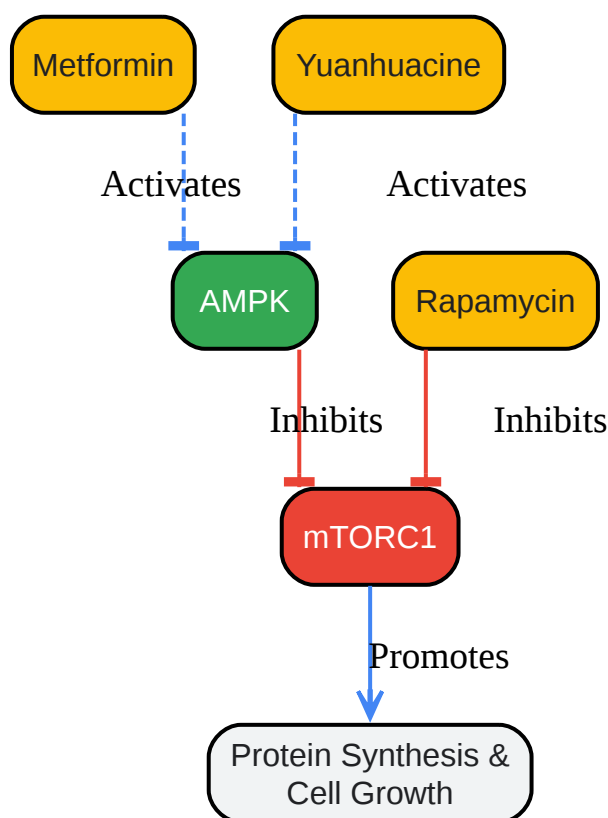 Metformin
Yuanhuacine
Activates
Activates
AMPK
Rapamycin
Inhibits
Inhibits
mTORC1
Promotes
Protein Synthesis &
Cell Growth